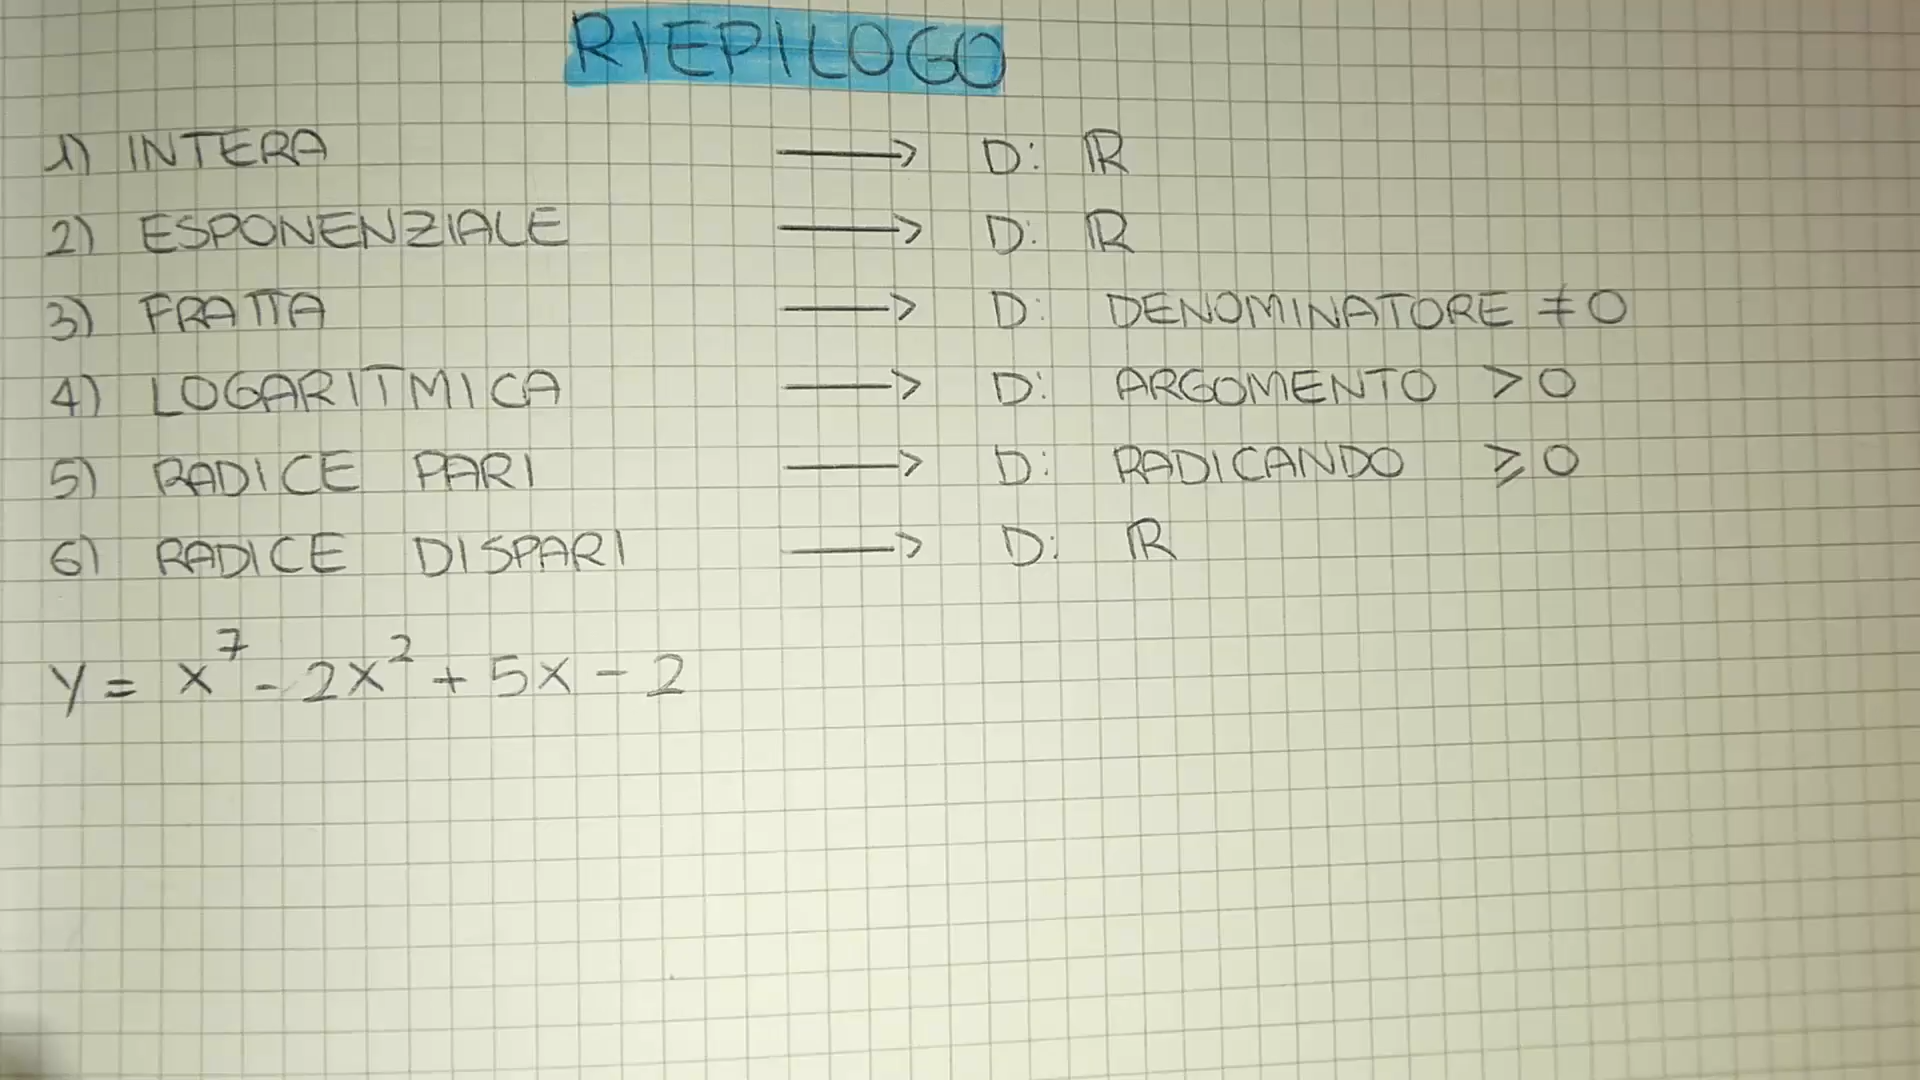 RIEPILOGO
1) INTERA → D: ℝ
2) ESPONENZIALE → D: ℝ
3) FRATTA → D: DENOMINATORE ≠ 0
4) LOGARITMICA → D: ARGOMENTO > 0
5) RADICE PARI → D: RADICANDO ⩾ 0
6) RADICE DISPARI → D: ℝ
y = x⁷ - 2x² + 5x - 2